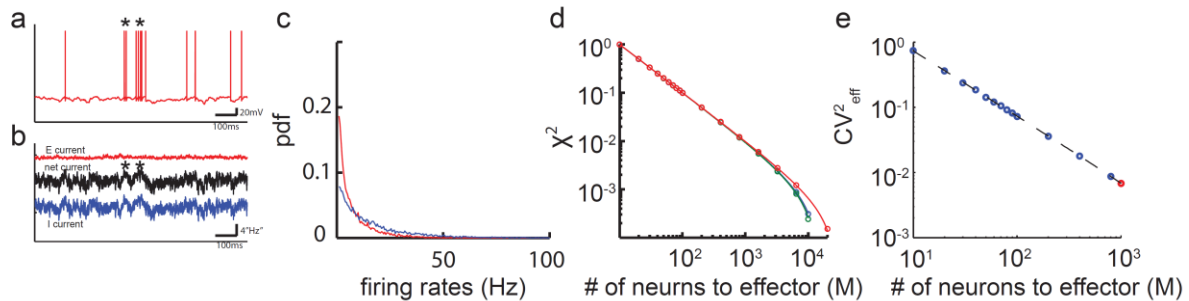 a
**
20mV
100ms
b
E current
net current
**
I current
4"Hz"
100ms
c
pdf
0.2
0.1
0
50
100
firing rates (Hz)
d
χ²
10⁰
10⁻¹
10⁻²
10⁻³
10²
10³
10⁴
# of neurns to effector (M)
e
CV²eff
10⁰
10⁻¹
10⁻²
10⁻³
10¹
10²
10³
# of neurons to effector (M)